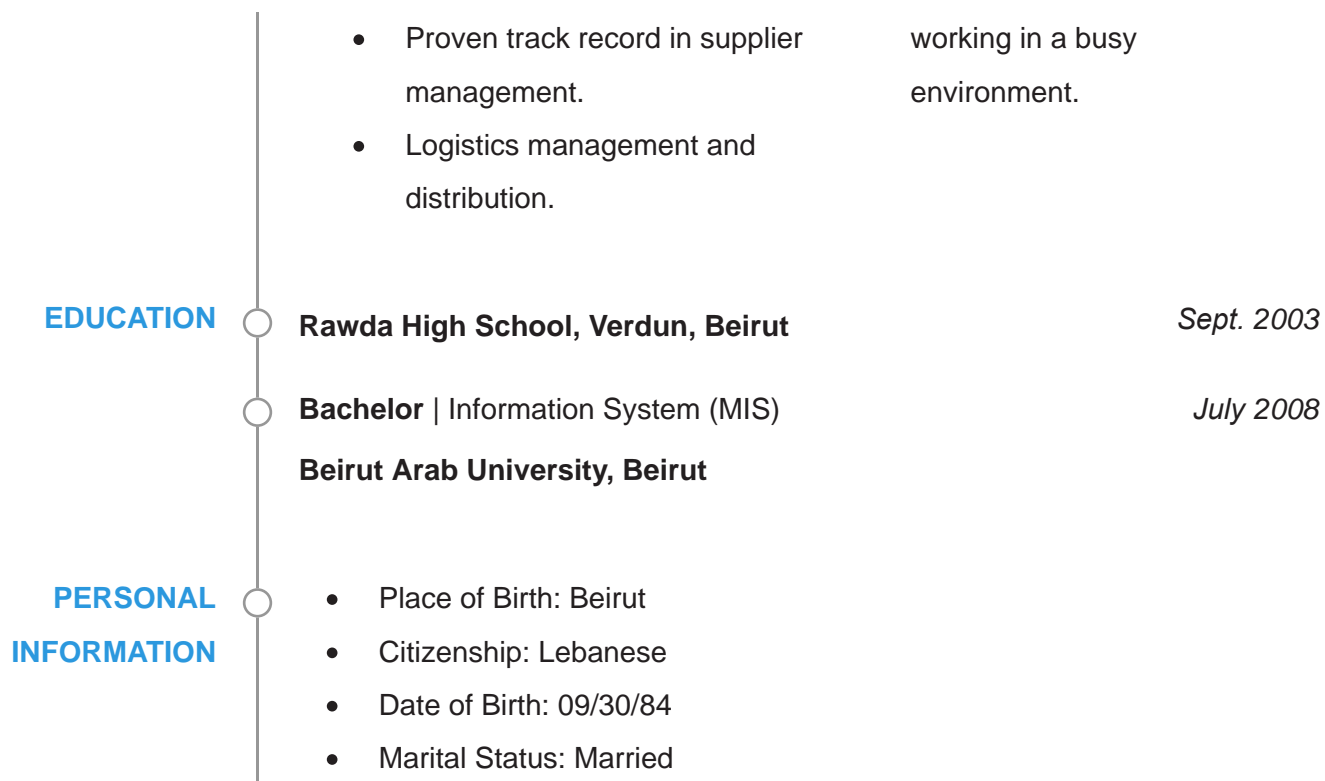 • Proven track record in supplier
management.
• Logistics management and
distribution.
working in a busy
environment.
EDUCATION
Rawda High School, Verdun, Beirut
Sept. 2003
Bachelor | Information System (MIS)
July 2008
Beirut Arab University, Beirut
PERSONAL
INFORMATION
• Place of Birth: Beirut
• Citizenship: Lebanese
• Date of Birth: 09/30/84
• Marital Status: Married